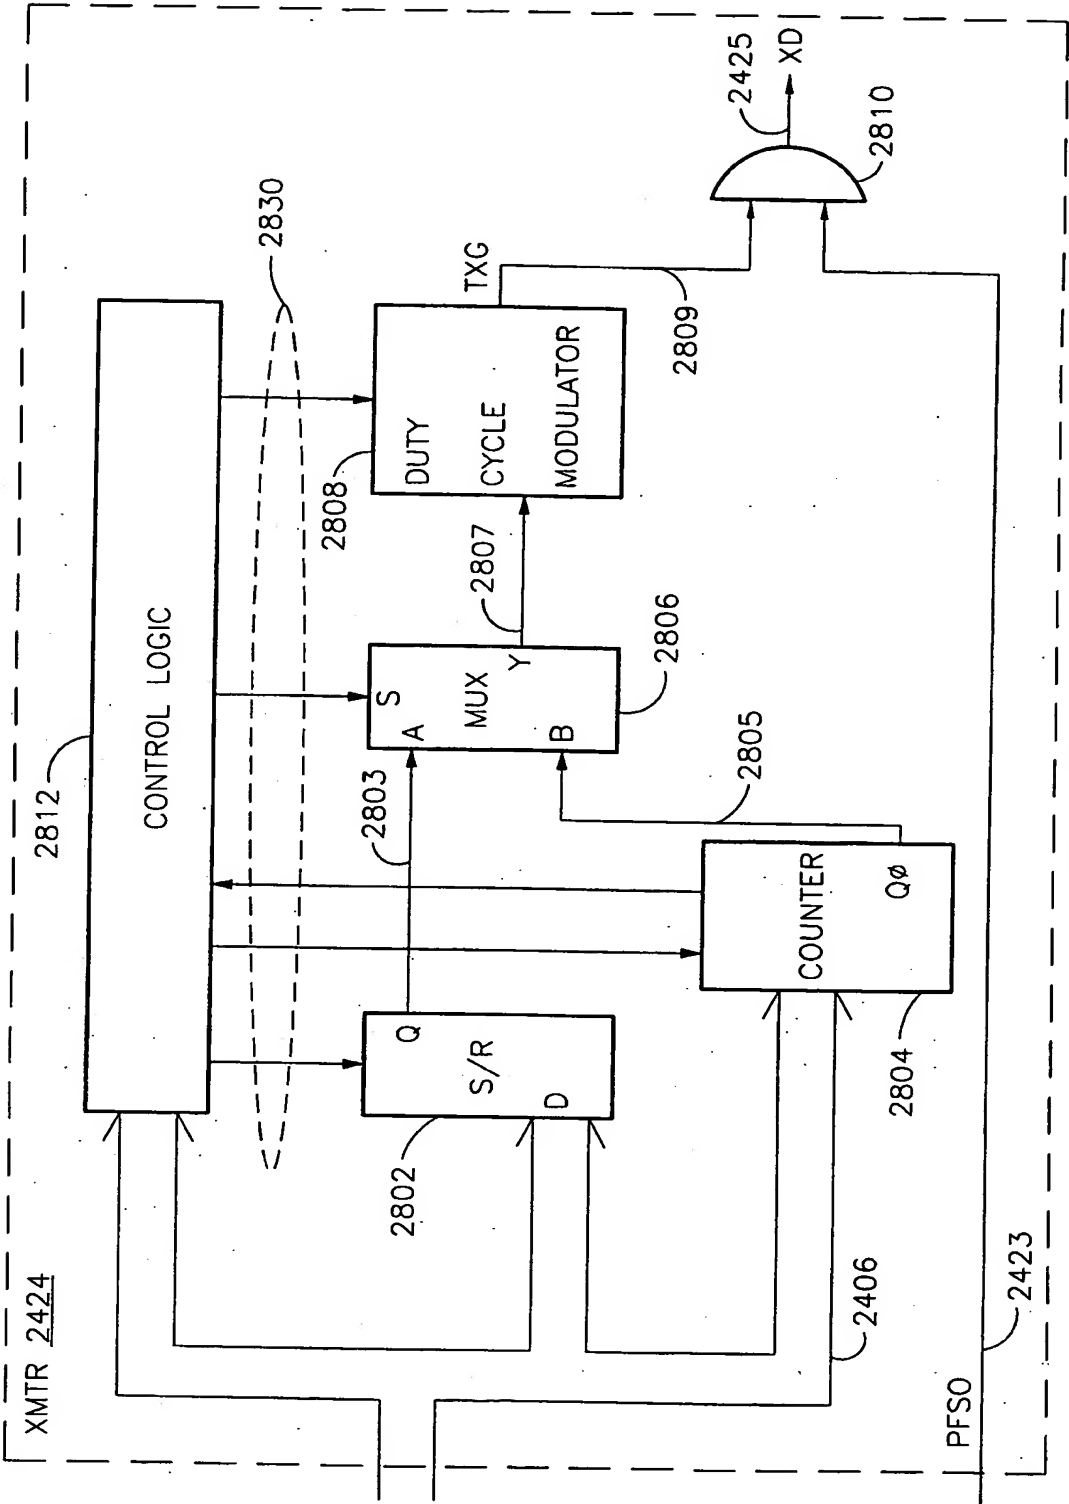 XMTR 2424
2812
CONTROL LOGIC
2830
2802
S/R
Q
D
2803
S
A
MUX
Y
B
2806
2807
2808
DUTY
CYCLE
MODULATOR
TXG
2809
2804
COUNTER
QØ
2805
2406
PFSO
2423
2425
XD
2810